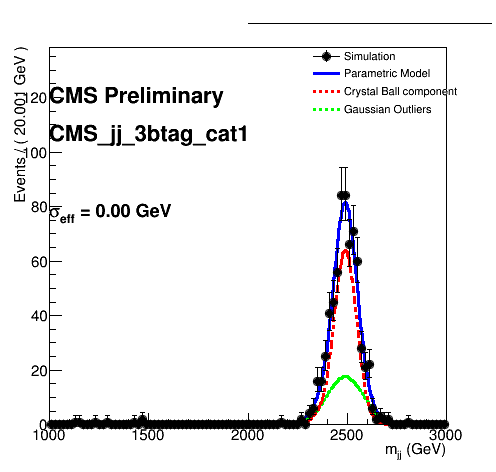 Simulation
Parametric Model
Crystal Ball component
Gaussian Outliers
CMS Preliminary
CMS_jj_3btag_cat1
σeff = 0.00 GeV
Events / ( 20.001 GeV )
120
100
80
60
40
20
0
1000 1500 2000 2500 3000
mjj (GeV)